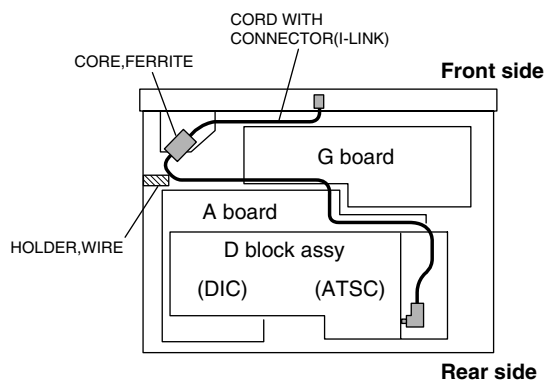 CORD WITH
CONNECTOR(I-LINK)
CORE,FERRITE
Front side
G board
A board
HOLDER,WIRE
D block assy
(DIC) (ATSC)
Rear side